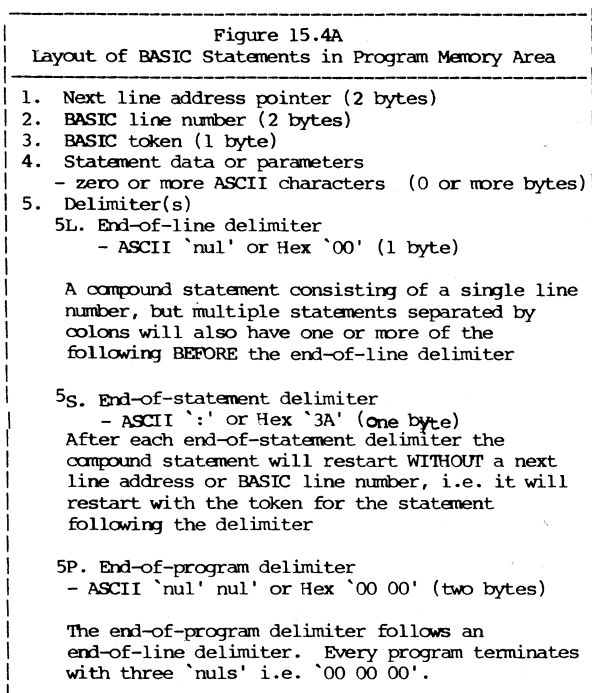 Figure 15.4A
Layout of BASIC Statements in Program Memory Area
1. Next line address pointer (2 bytes)
2. BASIC line number (2 bytes)
3. BASIC token (1 byte)
4. Statement data or parameters
- zero or more ASCII characters (0 or more bytes)
5. Delimiter(s)
5L. End-of-line delimiter
- ASCII `nul' or Hex `00' (1 byte)
A compound statement consisting of a single line
number, but multiple statements separated by
colons will also have one or more of the
following BEFORE the end-of-line delimiter
5S. End-of-statement delimiter
- ASCII `:' or Hex `3A' (one byte)
After each end-of-statement delimiter the
compound statement will restart WITHOUT a next
line address or BASIC line number, i.e. it will
restart with the token for the statement
following the delimiter
5P. End-of-program delimiter
- ASCII `nul' nul' or Hex `00 00' (two bytes)
The end-of-program delimiter follows an
end-of-line delimiter. Every program terminates
with three `nuls' i.e. `00 00 00'.